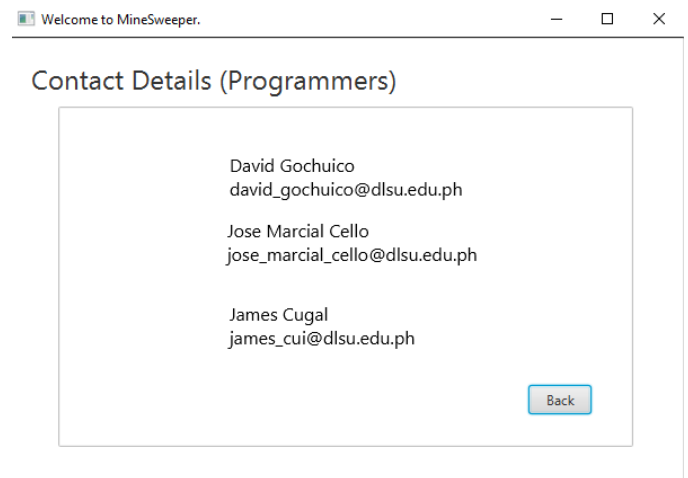 Welcome to MineSweeper.
Contact Details (Programmers)
David Gochuico
david_gochuico@dlsu.edu.ph
Jose Marcial Cello
jose_marcial_cello@dlsu.edu.ph
James Cugal
james_cui@dlsu.edu.ph
Back